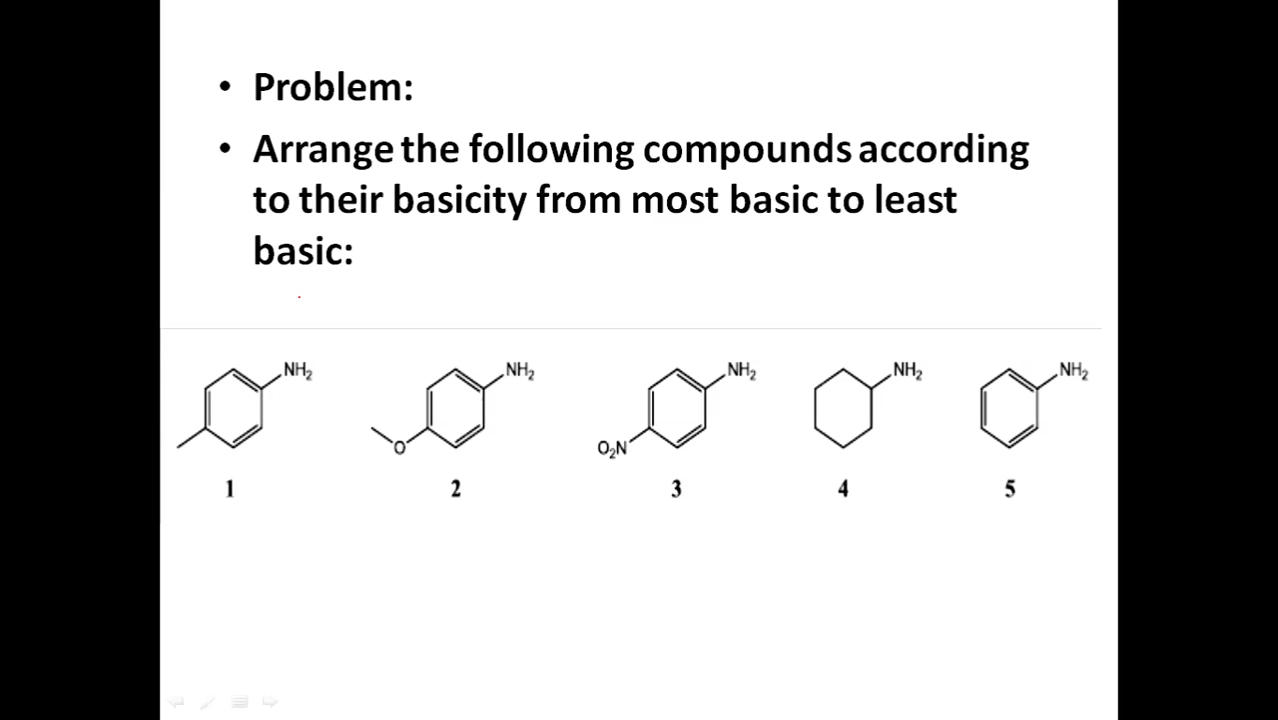 • Problem:
• Arrange the following compounds according
to their basicity from most basic to least
basic:
NH₂ NH₂ NH₂ NH₂ NH₂
O O₂N
1 2 3 4 5